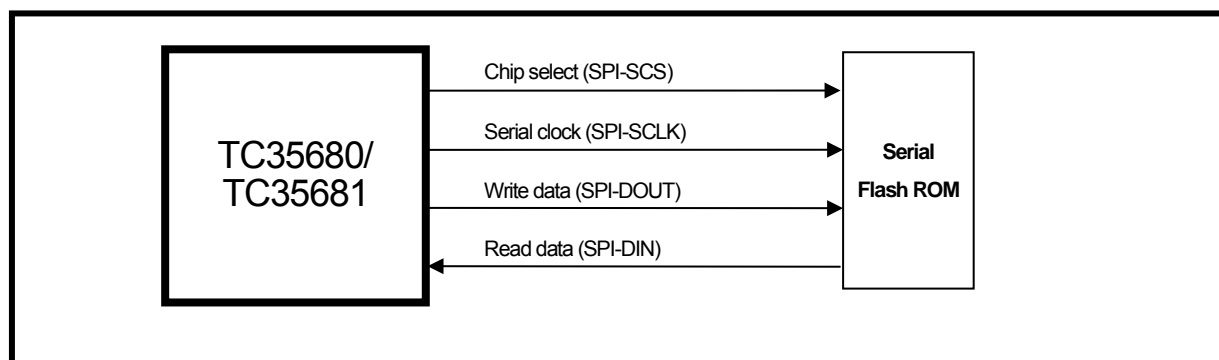 Chip select (SPI-SCS)
Serial clock (SPI-SCLK)
TC35680/
TC35681
Serial
Flash ROM
Write data (SPI-DOUT)
Read data (SPI-DIN)